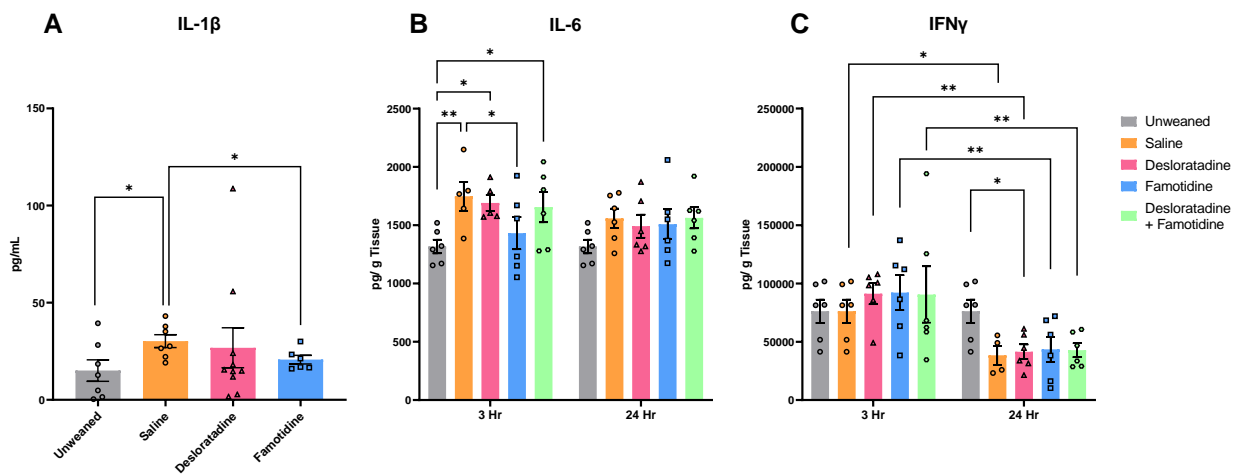 A
IL-1β
pg/mL
150
100
50
0
*
*
Unweaned
Saline
Desloratadine
Famotidine
B
IL-6
pg/ g Tissue
2500
2000
1500
1000
500
0
*
*
**
*
3 Hr
24 Hr
C
IFNγ
pg/ g Tissue
250000
200000
150000
100000
50000
0
*
**
**
**
*
3 Hr
24 Hr
Unweaned
Saline
Desloratadine
Famotidine
Desloratadine
+ Famotidine